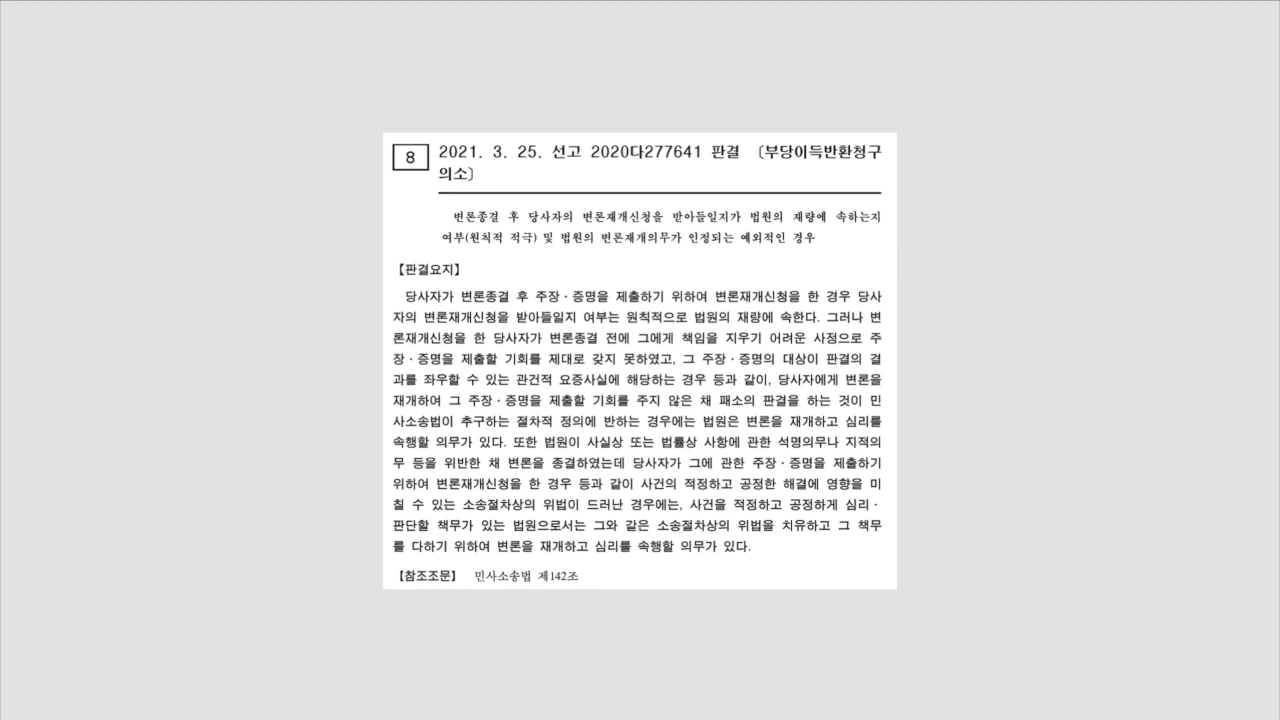 8
2021. 3. 25. 선고 2020다277641 판결 〔부당이득반환청구
의소〕
변론종결 후 당사자의 변론재개신청을 받아들일지가 법원의 재량에 속하는지
여부(원칙적 적극) 및 법원의 변론재개의무가 인정되는 예외적인 경우
【판결요지】
당사자가 변론종결 후 주장·증명을 제출하기 위하여 변론재개신청을 한 경우 당사
자의 변론재개신청을 받아들일지 여부는 원칙적으로 법원의 재량에 속한다. 그러나 변
론재개신청을 한 당사자가 변론종결 전에 그에게 책임을 지우기 어려운 사정으로 주
장·증명을 제출할 기회를 제대로 갖지 못하였고, 그 주장·증명의 대상이 판결의 결
과를 좌우할 수 있는 관건적 요증사실에 해당하는 경우 등과 같이, 당사자에게 변론을
재개하여 그 주장·증명을 제출할 기회를 주지 않은 채 패소의 판결을 하는 것이 민
사소송법이 추구하는 절차적 정의에 반하는 경우에는 법원은 변론을 재개하고 심리를
속행할 의무가 있다. 또한 법원이 사실상 또는 법률상 사항에 관한 석명의무나 지적의
무 등을 위반한 채 변론을 종결하였는데 당사자가 그에 관한 주장·증명을 제출하기
위하여 변론재개신청을 한 경우 등과 같이 사건의 적정하고 공정한 해결에 영향을 미
칠 수 있는 소송절차상의 위법이 드러난 경우에는, 사건을 적정하고 공정하게 심리·
판단할 책무가 있는 법원으로서는 그와 같은 소송절차상의 위법을 치유하고 그 책무
를 다하기 위하여 변론을 재개하고 심리를 속행할 의무가 있다.
【참조조문】 민사소송법 제142조